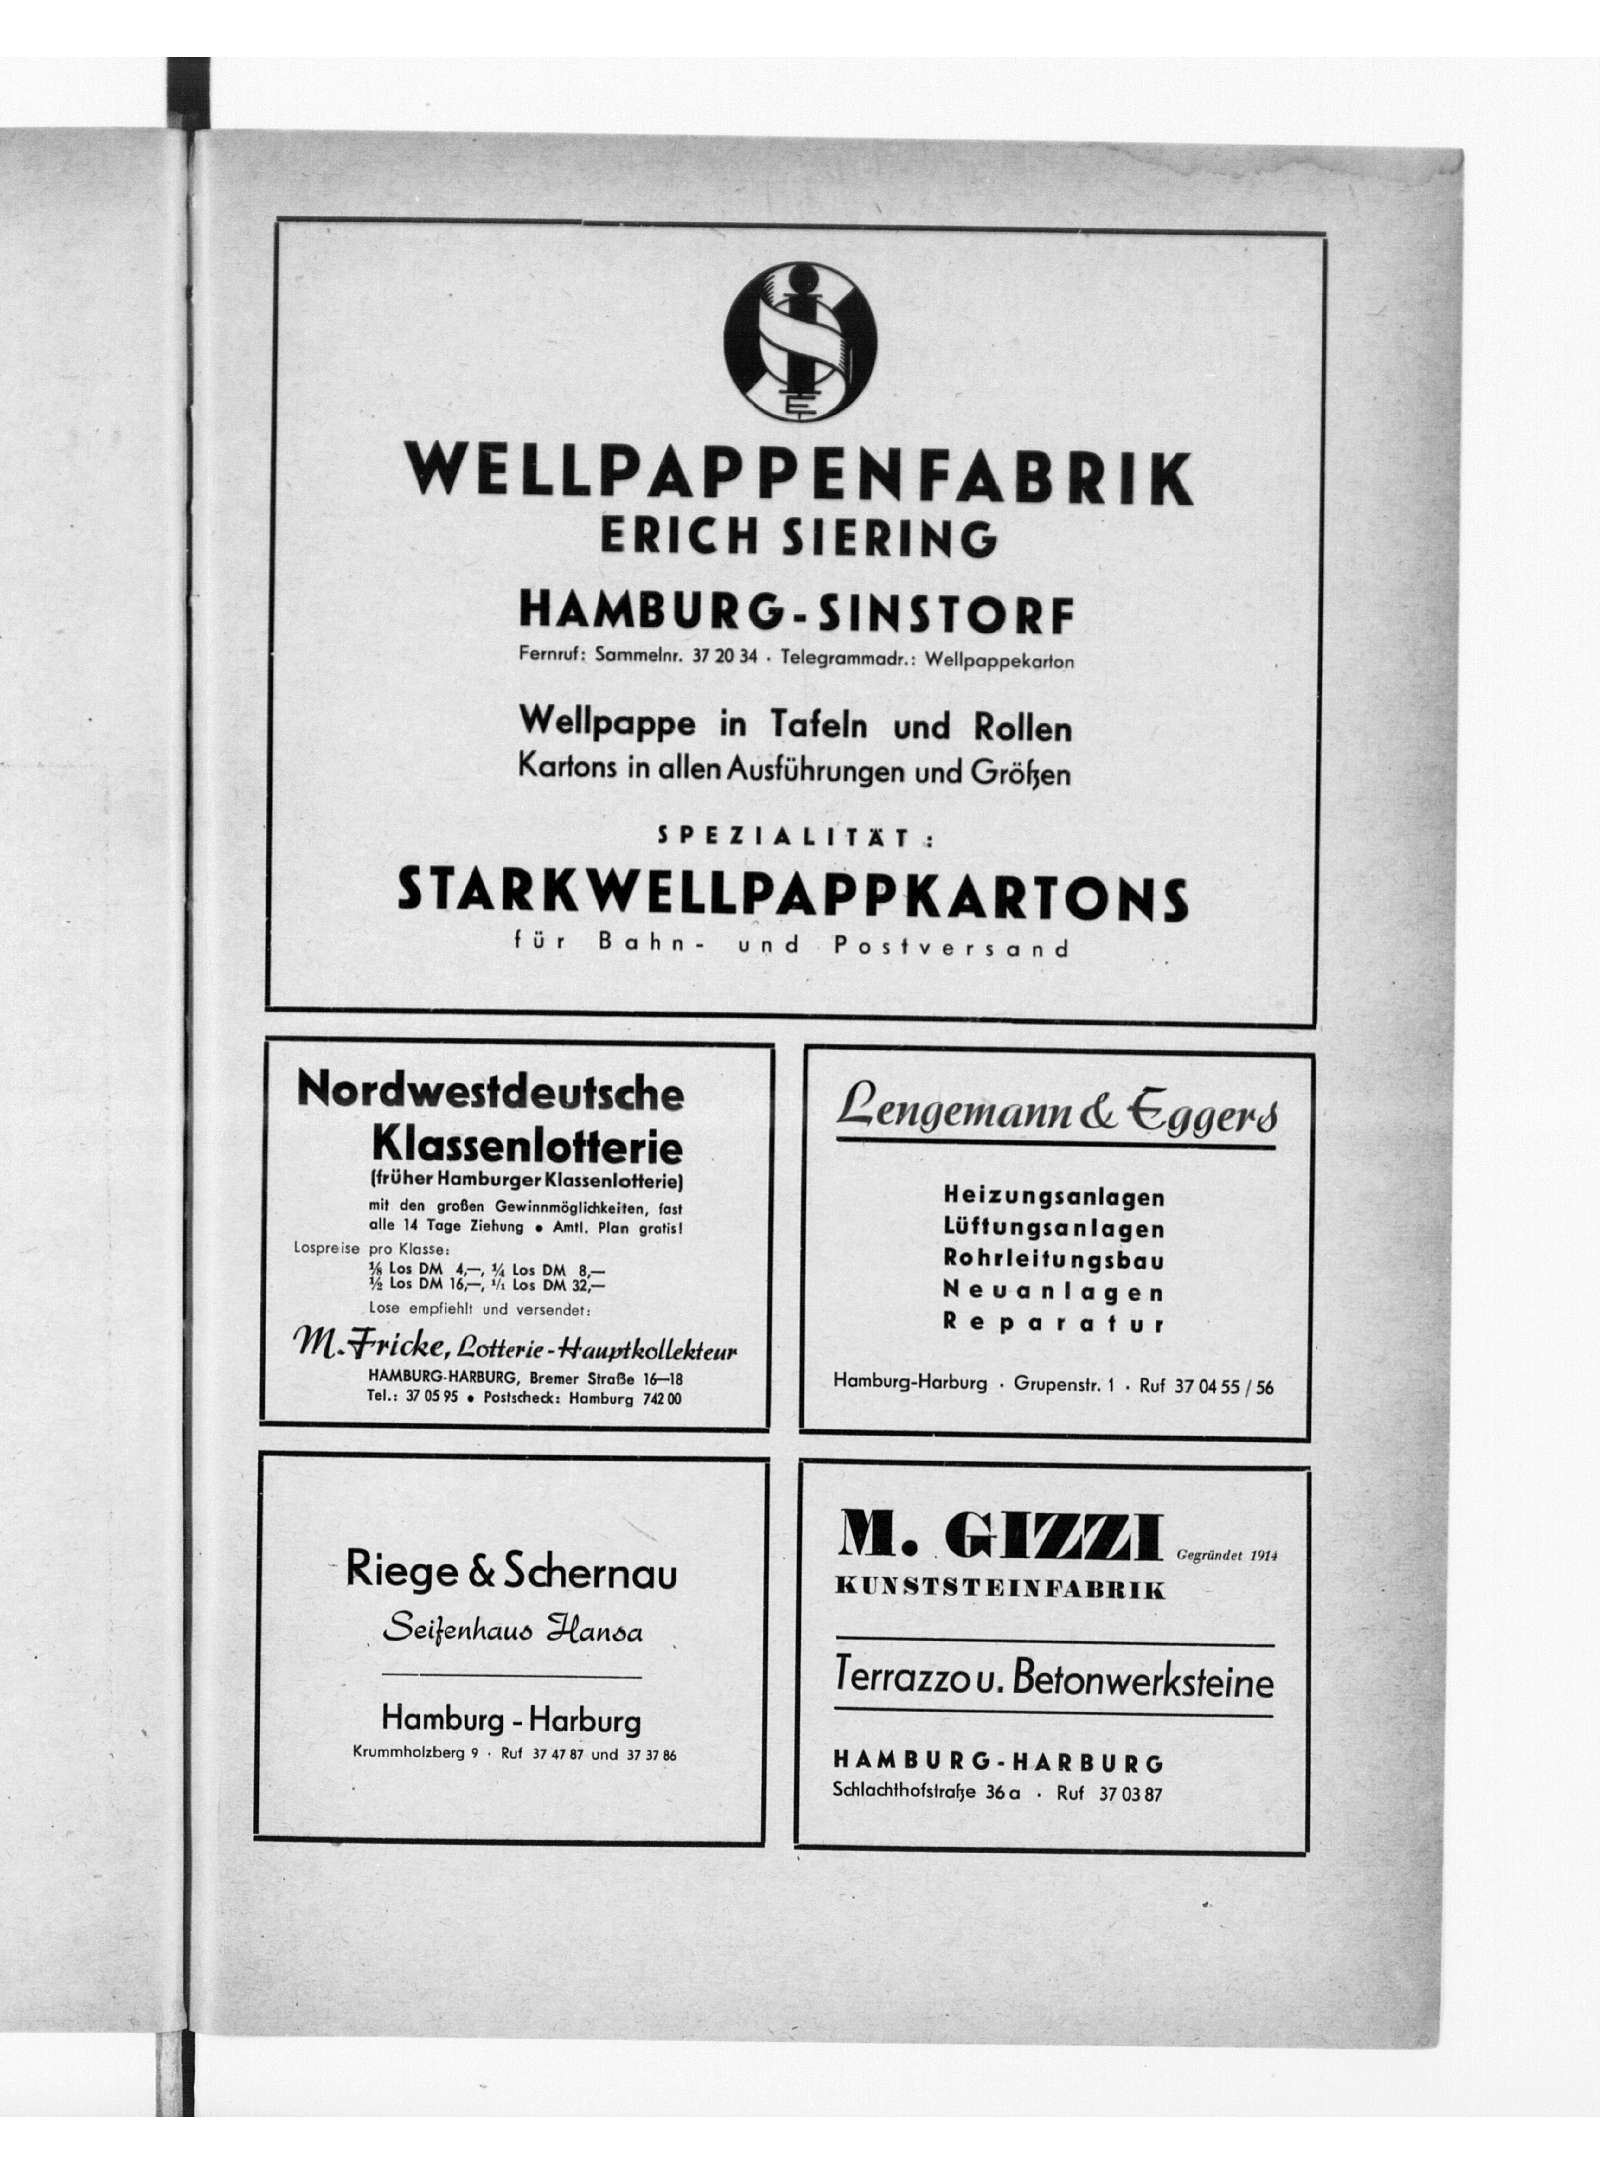 E
WELLPAPPENFABRIK
ERICH SIERING
HAMBURG-SINSTORF
Fernruf: Sammelnr. 37 20 34 · Telegrammadr.: Wellpappekarton
Wellpappe in Tafeln und Rollen
Kartons in allen Ausführungen und Größen
SPEZIALITÄT:
STARKWELLPAPPKARTONS
für Bahn- und Postversand
Nordwestdeutsche
Klassenlotterie
(früher Hamburger Klassenlotterie)
mit den großen Gewinnmöglichkeiten, fast
alle 14 Tage Ziehung • Amtl. Plan gratis!
Lospreise pro Klasse:
⅛ Los DM 4,—, ¼ Los DM 8,—
½ Los DM 16,—, 1/1 Los DM 32,—
Lose empfiehlt und versendet:
M. Fricke, Lotterie-Hauptkollekteur
HAMBURG-HARBURG, Bremer Straße 16—18
Tel.: 37 05 95 • Postscheck: Hamburg 742 00
Lengemann & Eggers
Heizungsanlagen
Lüftungsanlagen
Rohrleitungsbau
Neuanlagen
Reparatur
Hamburg-Harburg · Grupenstr. 1 · Ruf 37 04 55 / 56
Riege & Schernau
Seifenhaus Hansa
Hamburg - Harburg
Krummholzberg 9 · Ruf 37 47 87 und 37 37 86
M. GIZZI Gegründet 1914
KUNSTSTEINFABRIK
Terrazzo u. Betonwerksteine
HAMBURG-HARBURG
Schlachthofstraße 36 a · Ruf 37 03 87